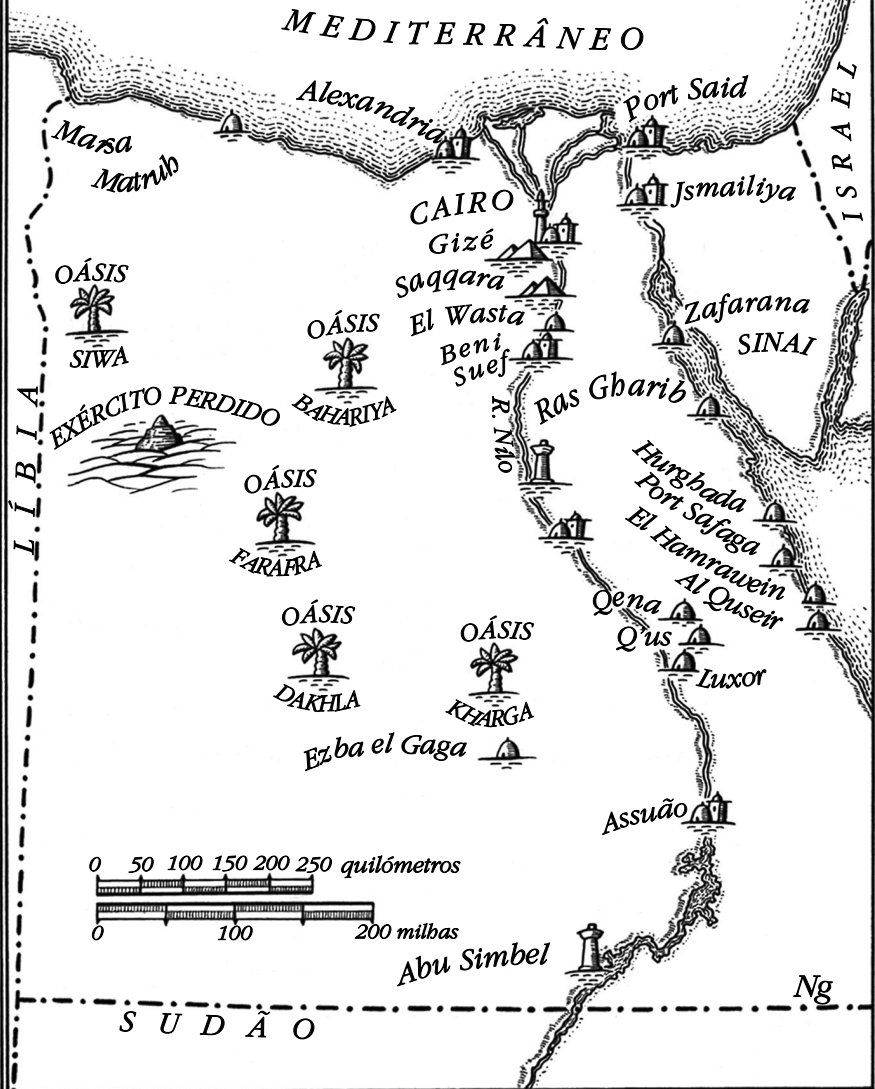 MEDITERRÂNEO
Alexandria
Port Said
ISRAEL
Marsa
Matrub
Jsmailiya
CAIRO
Gizé
Saqqara
OÁSIS
SIWA
El Wasta
Zafarana
SINAI
OÁSIS
BAHARIYA
Beni
Suef
EXÉRCITO PERDIDO
Ras Gharib
R. Nilo
LÍBIA
Hurghada
Port Safaga
El Hamrawein
Al Quseir
OÁSIS
FARAFRA
Qena
Q'us
Luxor
OÁSIS
DAKHLA
OÁSIS
KHARGA
Ezba el Gaga
Assuão
0 50 100 150 200 250 quilómetros
0 100 200 milhas
Abu Simbel
Ng
SUDÃO